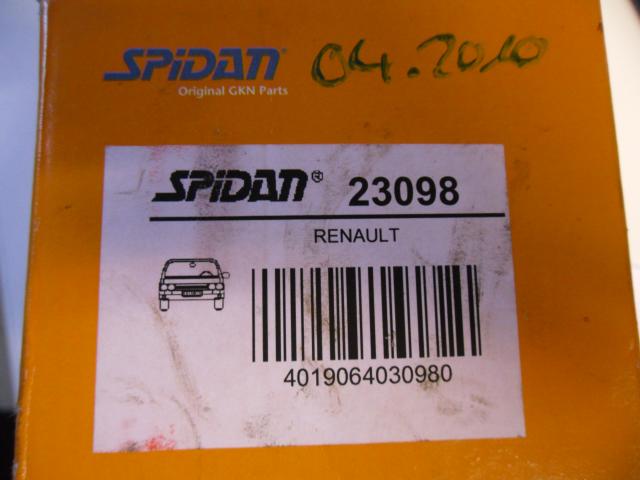 SPiDAN 04.2010
Original GKN Parts
SPiDAN® 23098
RENAULT
4019064030980